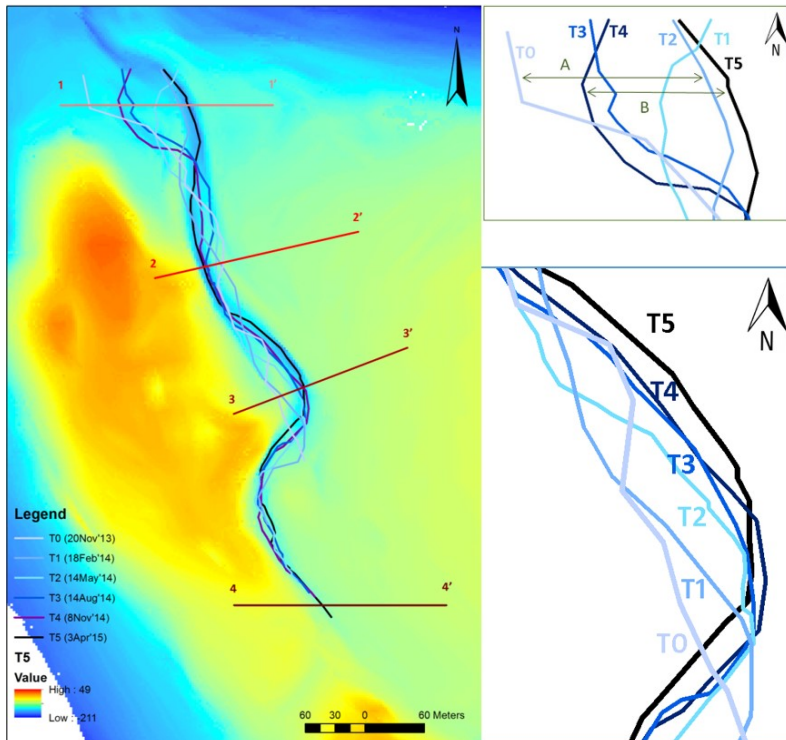 N
1
1'
2
2'
3
3'
4
4'
Legend
T0 (20Nov'13)
T1 (18Feb'14)
T2 (14May'14)
T3 (14Aug'14)
T4 (8Nov'14)
T5 (3Apr'15)
T5
Value
High : 49
Low : -211
60 30 0 60 Meters
T0
T3
T4
T2
T1
T5
A
B
N
T5
T4
T3
T2
T1
T0
N